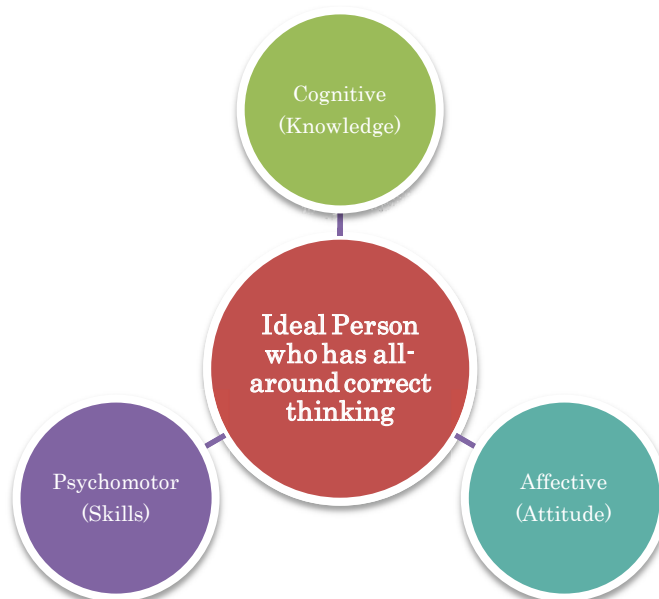 Cognitive
(Knowledge)
Ideal Person
who has all-
around correct
thinking
Psychomotor
(Skills)
Affective
(Attitude)